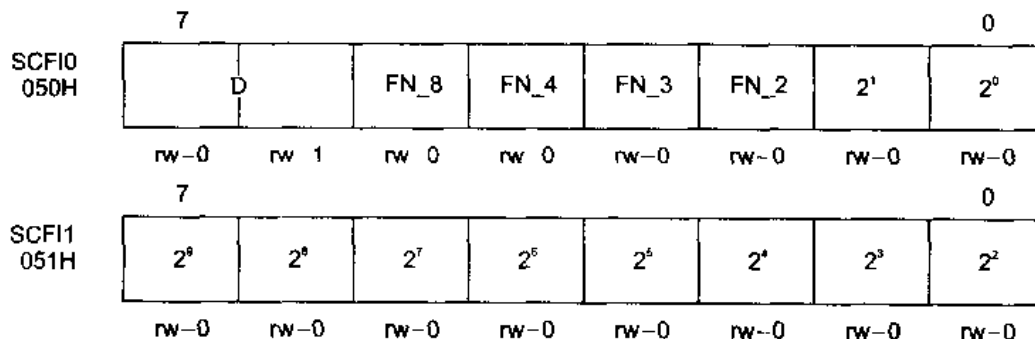 7 0
SCFI0
050H
D FN_8 FN_4 FN_3 FN_2 2¹ 2⁰
rw-0 rw 1 rw 0 rw 0 rw-0 rw-0 rw-0 rw-0
7 0
SCFI1
051H
2⁹ 2⁸ 2⁷ 2⁶ 2⁵ 2⁴ 2³ 2²
rw-0 rw-0 rw-0 rw-0 rw-0 rw-0 rw-0 rw-0